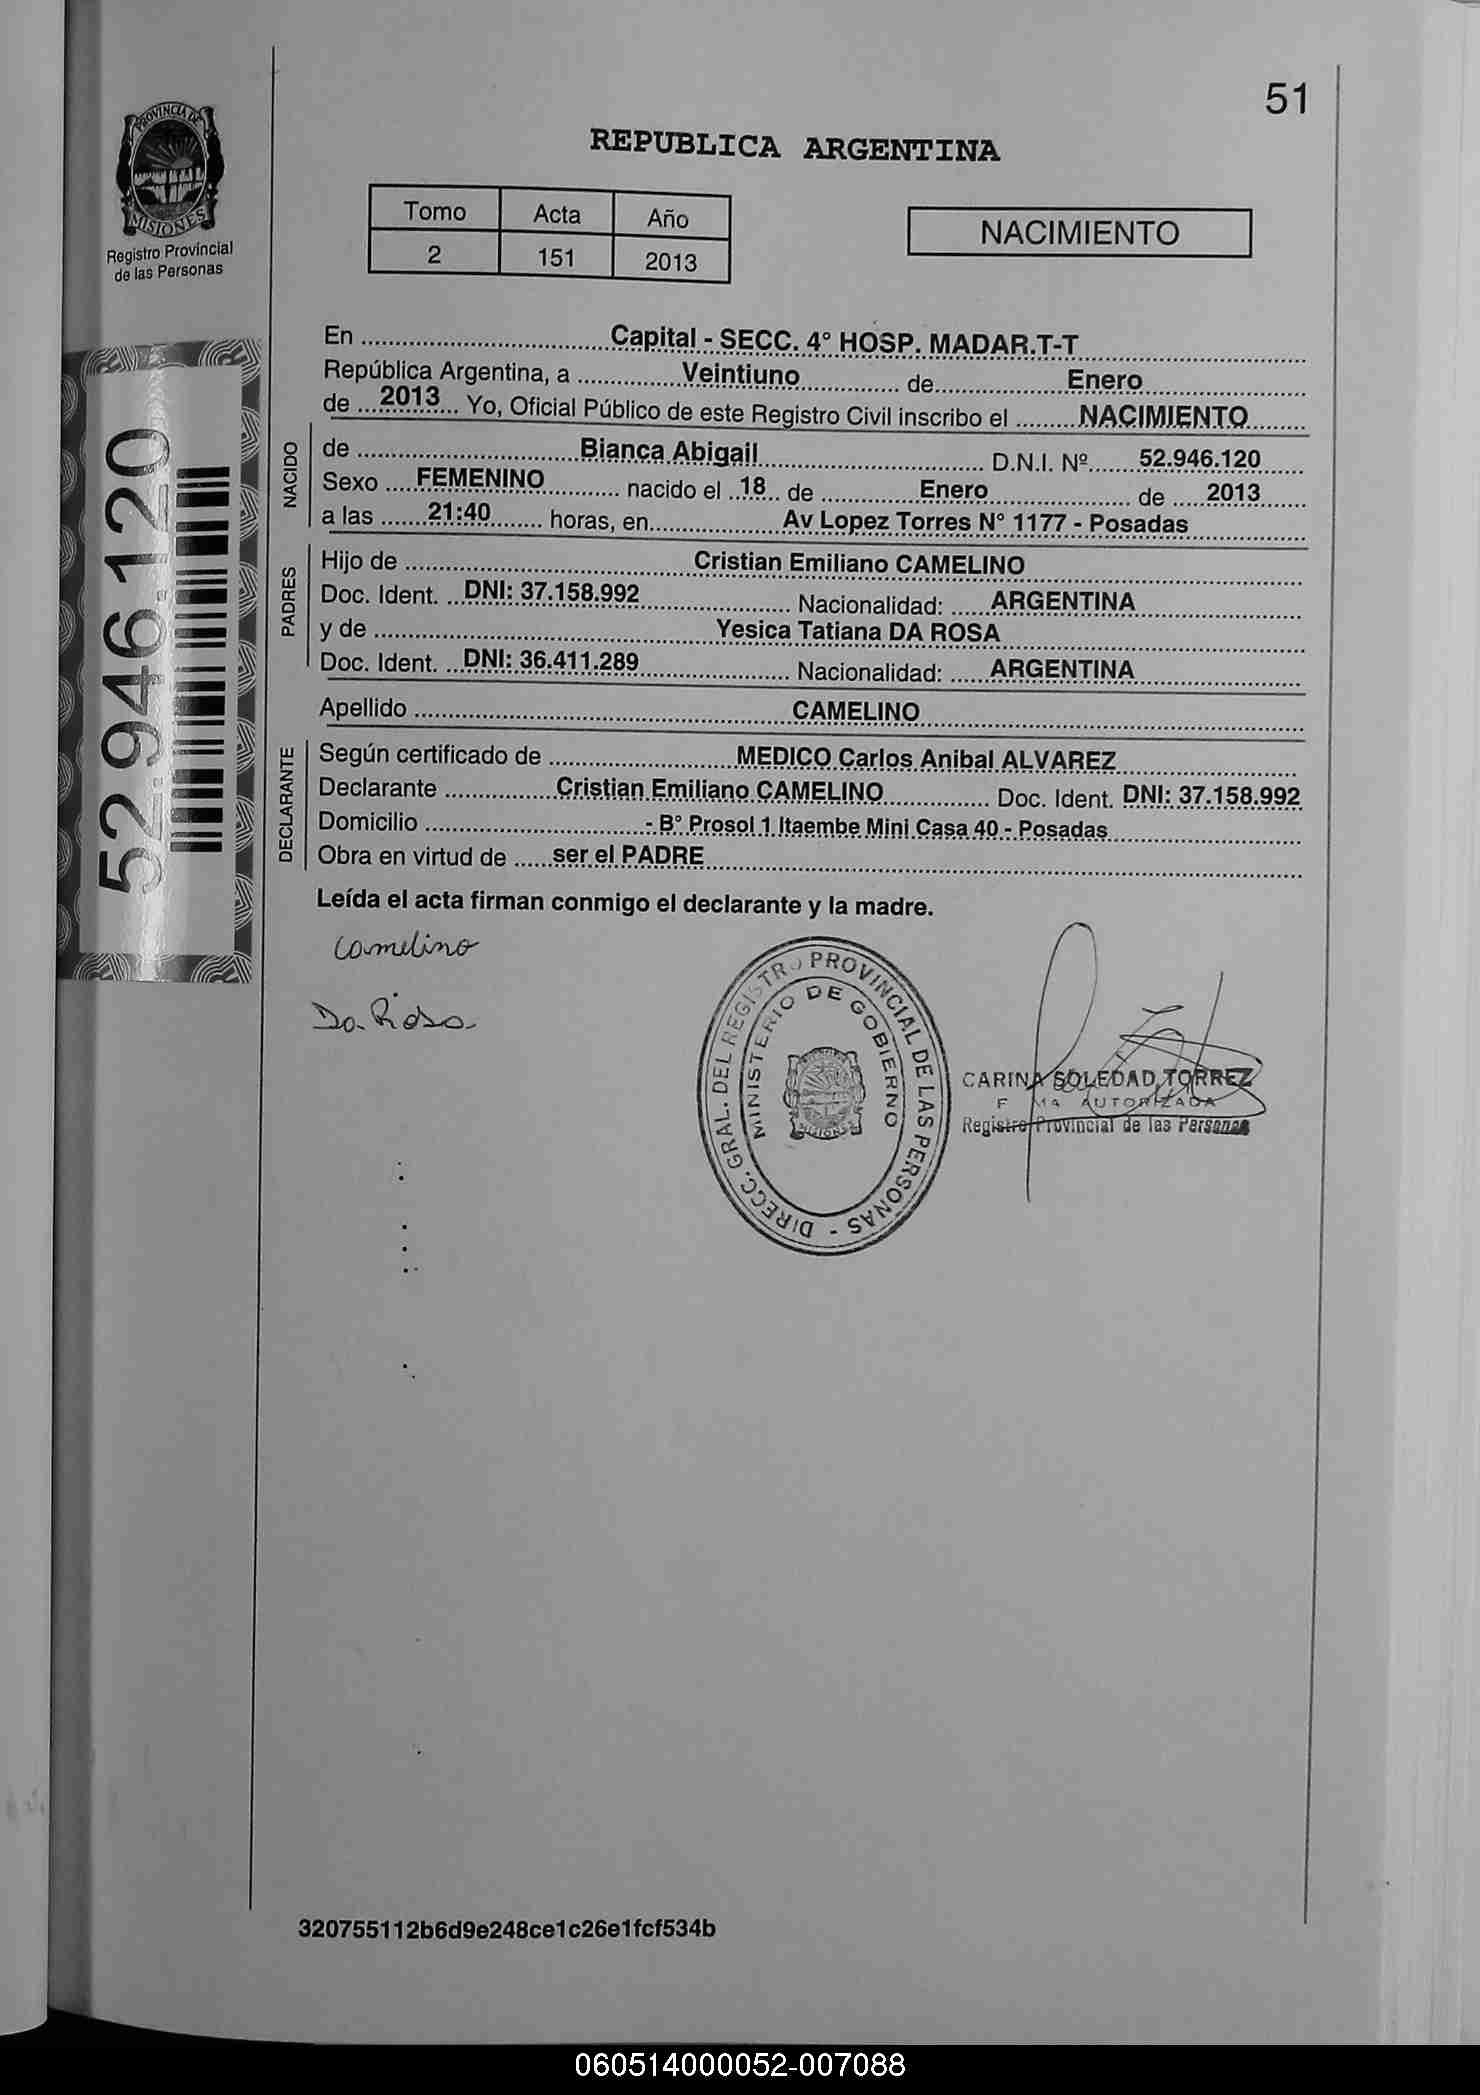 51
PROVINCIA DE
MISIONES
Registro Provincial
de las Personas
REPUBLICA ARGENTINA
Tomo Acta Año
2 151 2013
NACIMIENTO
52.946.120
En ........ Capital - SECC. 4° HOSP. MADAR.T-T
República Argentina, a ........ Veintiuno ........ de ........ Enero
de .... 2013 ... Yo, Oficial Público de este Registro Civil inscribo el ........ NACIMIENTO
NACIDO
de ........ Bianca Abigail ........ D.N.I. Nº ....... 52.946.120
Sexo .... FEMENINO ........ nacido el .. 18 .. de ........ Enero ........ de .... 2013
a las ...... 21:40 ...... horas, en ........ Av Lopez Torres N° 1177 - Posadas
PADRES
Hijo de ........ Cristian Emiliano CAMELINO
Doc. Ident. .. DNI: 37.158.992 ........ Nacionalidad: ..... ARGENTINA
y de ........ Yesica Tatiana DA ROSA
Doc. Ident. .. DNI: 36.411.289 ........ Nacionalidad: ..... ARGENTINA
Apellido ........ CAMELINO
DECLARANTE
Según certificado de ........ MEDICO Carlos Anibal ALVAREZ
Declarante ........ Cristian Emiliano CAMELINO ........ Doc. Ident. DNI: 37.158.992
Domicilio ........ - B° Prosol 1 Itaembe Mini Casa 40 - Posadas
Obra en virtud de ..... ser el PADRE
Leída el acta firman conmigo el declarante y la madre.
Camelino
Da Rosa
DIRECC. GRAL. DEL REGISTRO PROVINCIAL DE LAS PERSONAS -
MINISTERIO DE GOBIERNO
MISIONES
CARINA SOLEDAD TORREZ
AUTORIZADA
Registro Provincial de las Personas
320755112b6d9e248ce1c26e1fcf534b
060514000052-007088